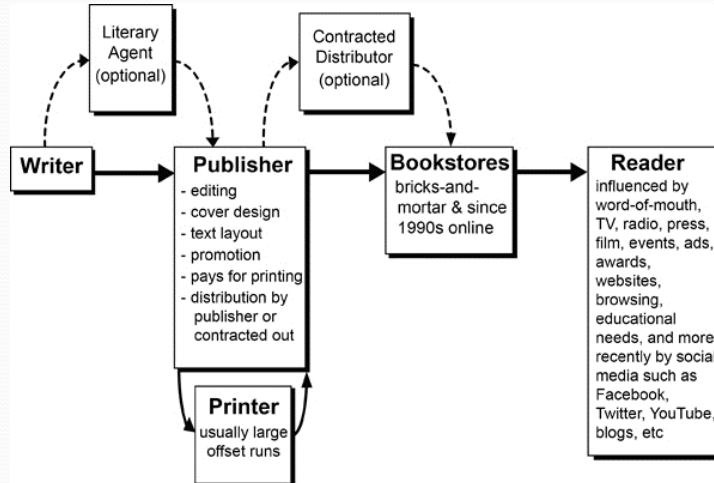 Literary
Agent
(optional)
Contracted
Distributor
(optional)
Writer
Publisher
- editing
- cover design
- text layout
- promotion
- pays for printing
- distribution by
publisher or
contracted out
Bookstores
bricks-and-
mortar & since
1990s online
Reader
influenced by
word-of-mouth,
TV, radio, press,
film, events, ads,
awards,
websites,
browsing,
educational
needs, and more
recently by social
media such as
Facebook,
Twitter, YouTube,
blogs, etc
Printer
usually large
offset runs